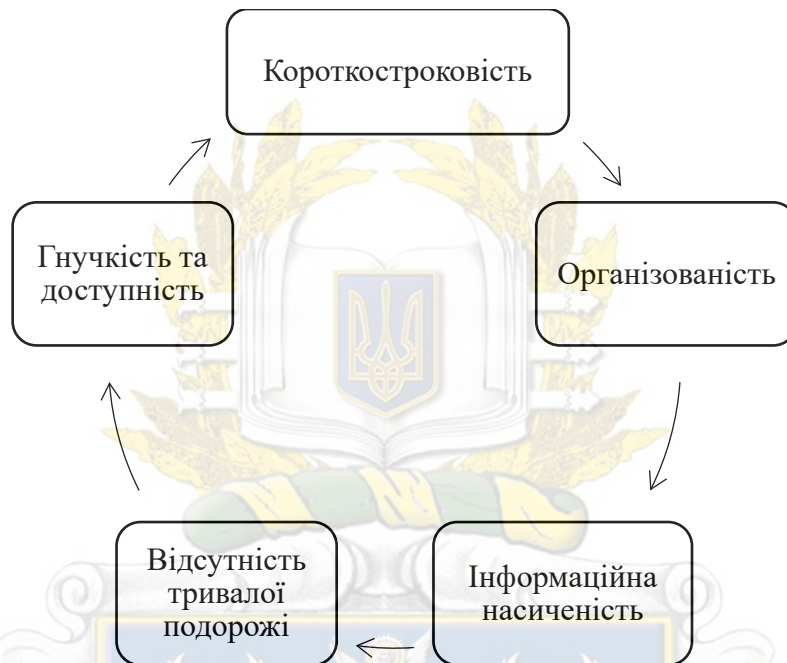 Короткостроковість
Організованість
Інформаційна
насиченість
Відсутність
тривалої
подорожі
Гнучкість та
доступність